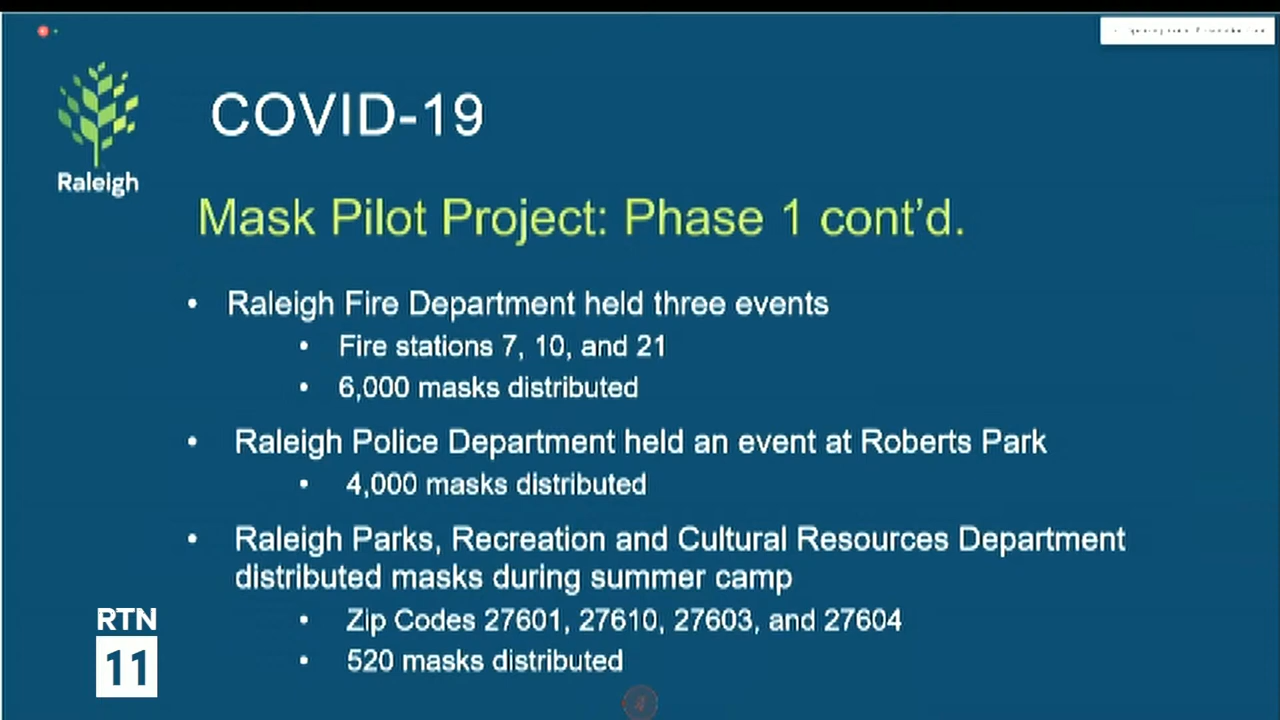 Raleigh
COVID-19
Mask Pilot Project: Phase 1 cont'd.
• Raleigh Fire Department held three events
• Fire stations 7, 10, and 21
• 6,000 masks distributed
• Raleigh Police Department held an event at Roberts Park
• 4,000 masks distributed
• Raleigh Parks, Recreation and Cultural Resources Department
distributed masks during summer camp
• Zip Codes 27601, 27610, 27603, and 27604
• 520 masks distributed
RTN
11